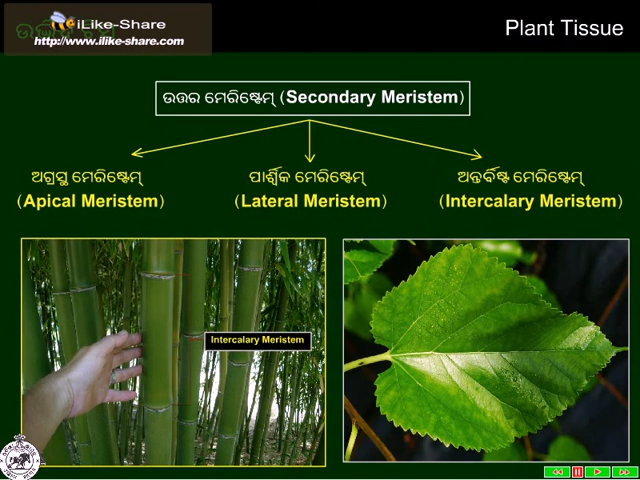 iLike-Share
http://www.ilike-share.com
Plant Tissue
ଉତ୍ତର ମେରିଷ୍ଟେମ୍ (Secondary Meristem)
ଅଗ୍ରସ୍ଥ ମେରିଷ୍ଟେମ୍ ପାର୍ଶ୍ୱିକ ମେରିଷ୍ଟେମ୍ ଅନ୍ତର୍ବିଷ୍ଟ ମେରିଷ୍ଟେମ୍
(Apical Meristem) (Lateral Meristem) (Intercalary Meristem)
Intercalary Meristem